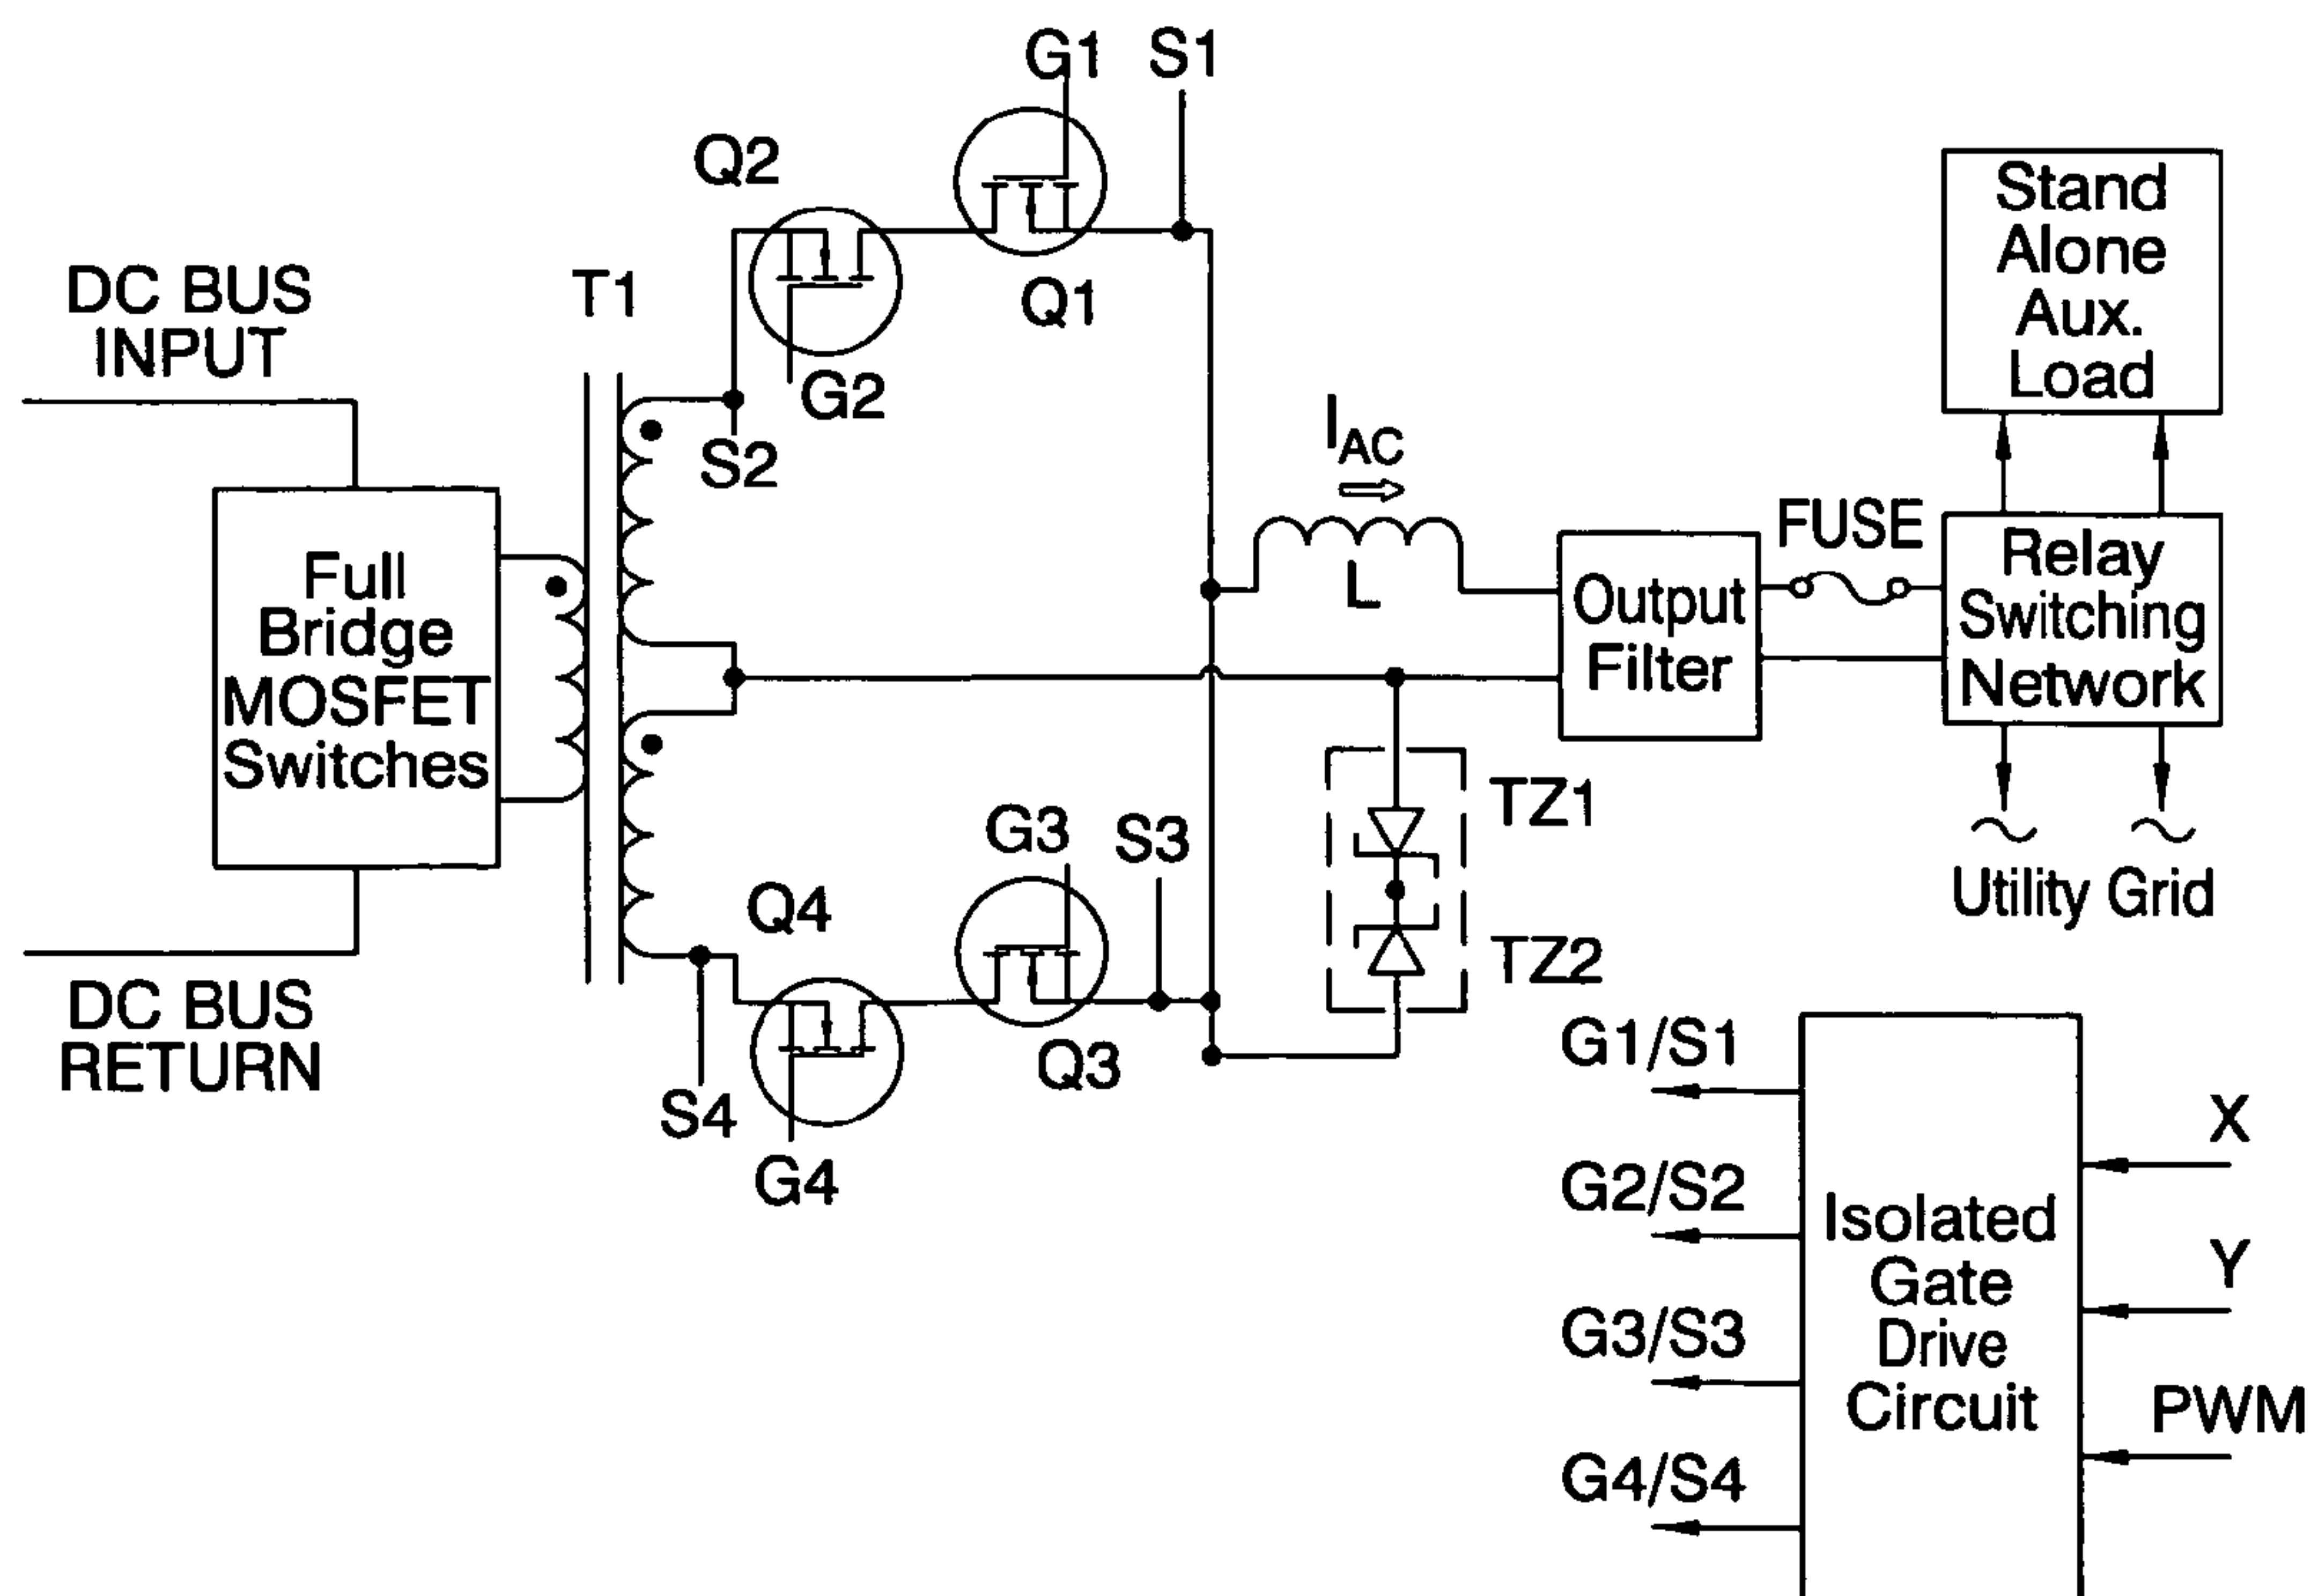 G1
S1
Q2
Q1
G2
S2
T1
DC BUS
INPUT
Full
Bridge
MOSFET
Switches
DC BUS
RETURN
I AC
L
Output
Filter
FUSE
Stand
Alone
Aux.
Load
Relay
Switching
Network
Utility Grid
TZ1
TZ2
G3
S3
Q4
Q3
S4
G4
G1/S1
G2/S2
G3/S3
G4/S4
Isolated
Gate
Drive
Circuit
X
Y
PWM